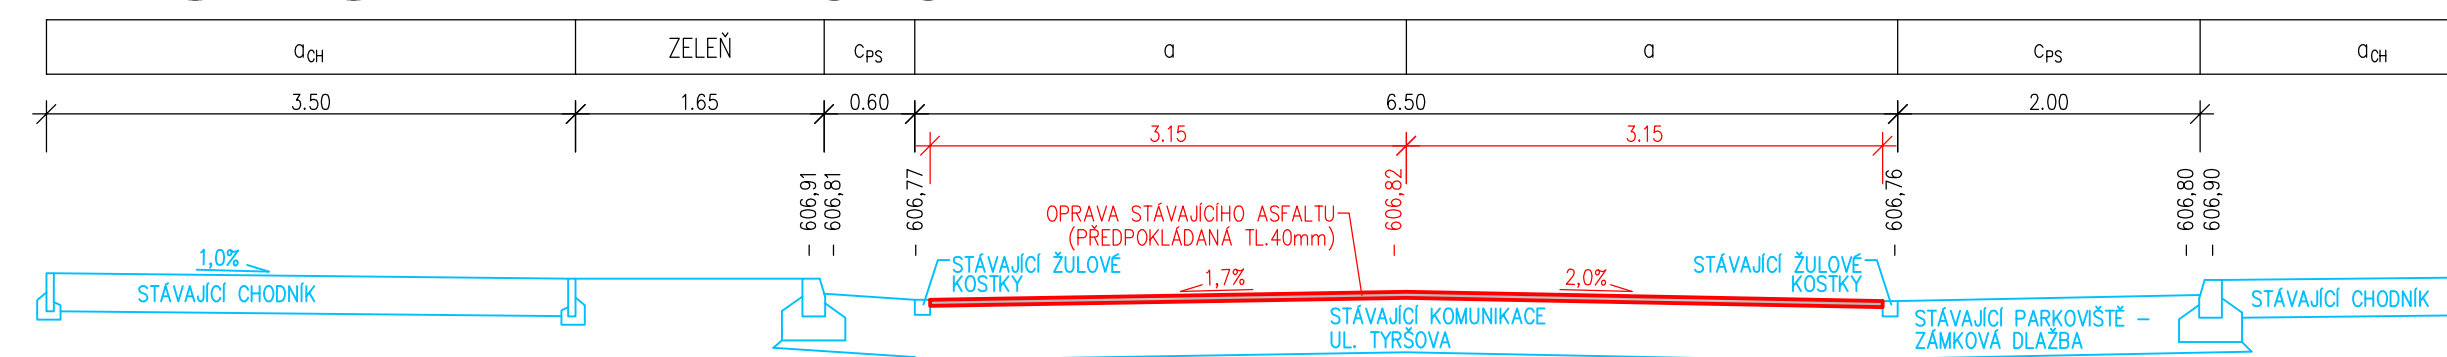 aCH ZELEŇ cPS a a cPS aCH
3.50 1.65 0.60 6.50 2.00
3.15 3.15
606,91 606,81 606,77 606,82 606,76 606,80 606,90
OPRAVA STÁVAJÍCÍHO ASFALTU
(PŘEDPOKLÁDANÁ TL.40mm)
1,0%
STÁVAJÍCÍ CHODNÍK
STÁVAJÍCÍ ŽULOVÉ
KOSTKY
1,7%
2,0%
STÁVAJÍCÍ ŽULOVÉ
KOSTKY
STÁVAJÍCÍ KOMUNIKACE
UL. TYRŠOVA
STÁVAJÍCÍ PARKOVIŠTĚ –
ZÁMKOVÁ DLAŽBA
STÁVAJÍCÍ CHODNÍK